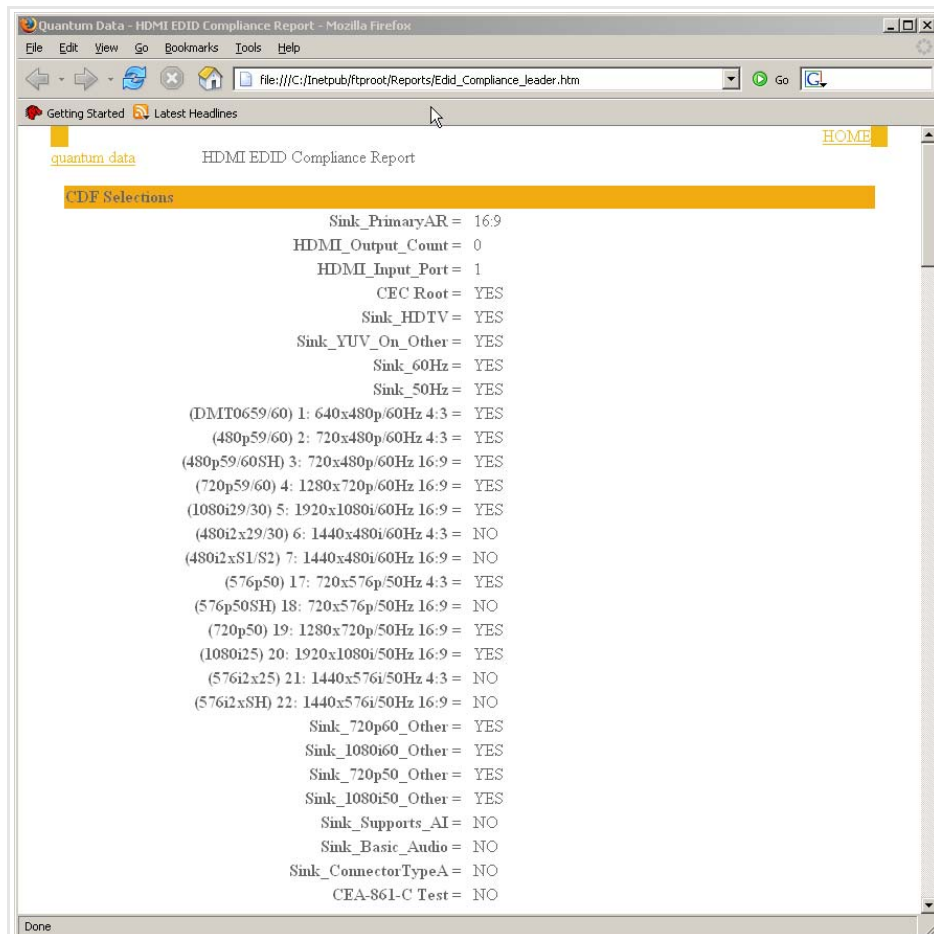 Quantum Data - HDMI EDID Compliance Report - Mozilla Firefox
File Edit View Go Bookmarks Tools Help
file:///C:/Inetpub/ftproot/Reports/Edid_Compliance_leader.htm Go G
Getting Started Latest Headlines
HOME
quantum data HDMI EDID Compliance Report
CDF Selections
Sink_PrimaryAR = 16:9
HDMI_Output_Count = 0
HDMI_Input_Port = 1
CEC Root = YES
Sink_HDTV = YES
Sink_YUV_On_Other = YES
Sink_60Hz = YES
Sink_50Hz = YES
(DMT0659/60) 1: 640x480p/60Hz 4:3 = YES
(480p59/60) 2: 720x480p/60Hz 4:3 = YES
(480p59/60SH) 3: 720x480p/60Hz 16:9 = YES
(720p59/60) 4: 1280x720p/60Hz 16:9 = YES
(1080i29/30) 5: 1920x1080i/60Hz 16:9 = YES
(480i2x29/30) 6: 1440x480i/60Hz 4:3 = NO
(480i2xS1/S2) 7: 1440x480i/60Hz 16:9 = NO
(576p50) 17: 720x576p/50Hz 4:3 = YES
(576p50SH) 18: 720x576p/50Hz 16:9 = NO
(720p50) 19: 1280x720p/50Hz 16:9 = YES
(1080i25) 20: 1920x1080i/50Hz 16:9 = YES
(576i2x25) 21: 1440x576i/50Hz 4:3 = NO
(576i2xSH) 22: 1440x576i/50Hz 16:9 = NO
Sink_720p60_Other = YES
Sink_1080i60_Other = YES
Sink_720p50_Other = YES
Sink_1080i50_Other = YES
Sink_Supports_AI = NO
Sink_Basic_Audio = NO
Sink_ConnectorTypeA = NO
CEA-861-C Test = NO
Done